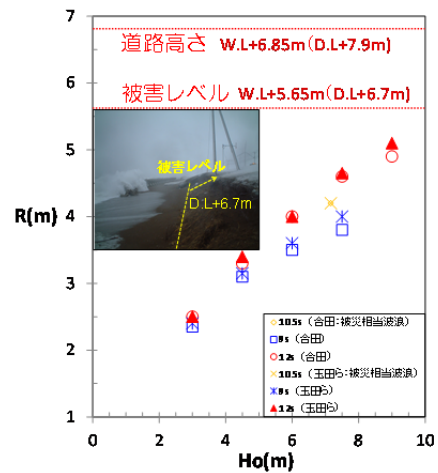 道路高さ W.L+6.85m(D.L+7.9m)
被害レベル W.L+5.65m(D.L+6.7m)
被害レベル
D.L+6.7m
R(m)
8
7
6
5
4
3
2
1
0 3 6 9 12
Ho(m)
10.5s (合田:被災相当波浪)
9s (合田)
12s (合田)
10.5s (玉田ら:被災相当波浪)
9s (玉田ら)
12s (玉田ら)